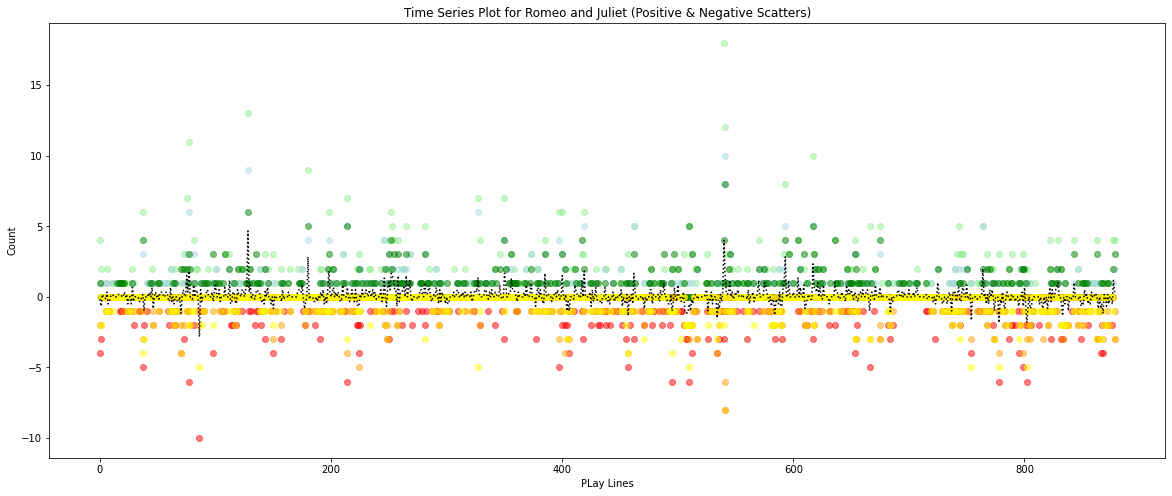 Time Series Plot for Romeo and Juliet (Positive & Negative Scatters)
Count
15
10
5
0
−5
−10
0 200 400 600 800
PLay Lines